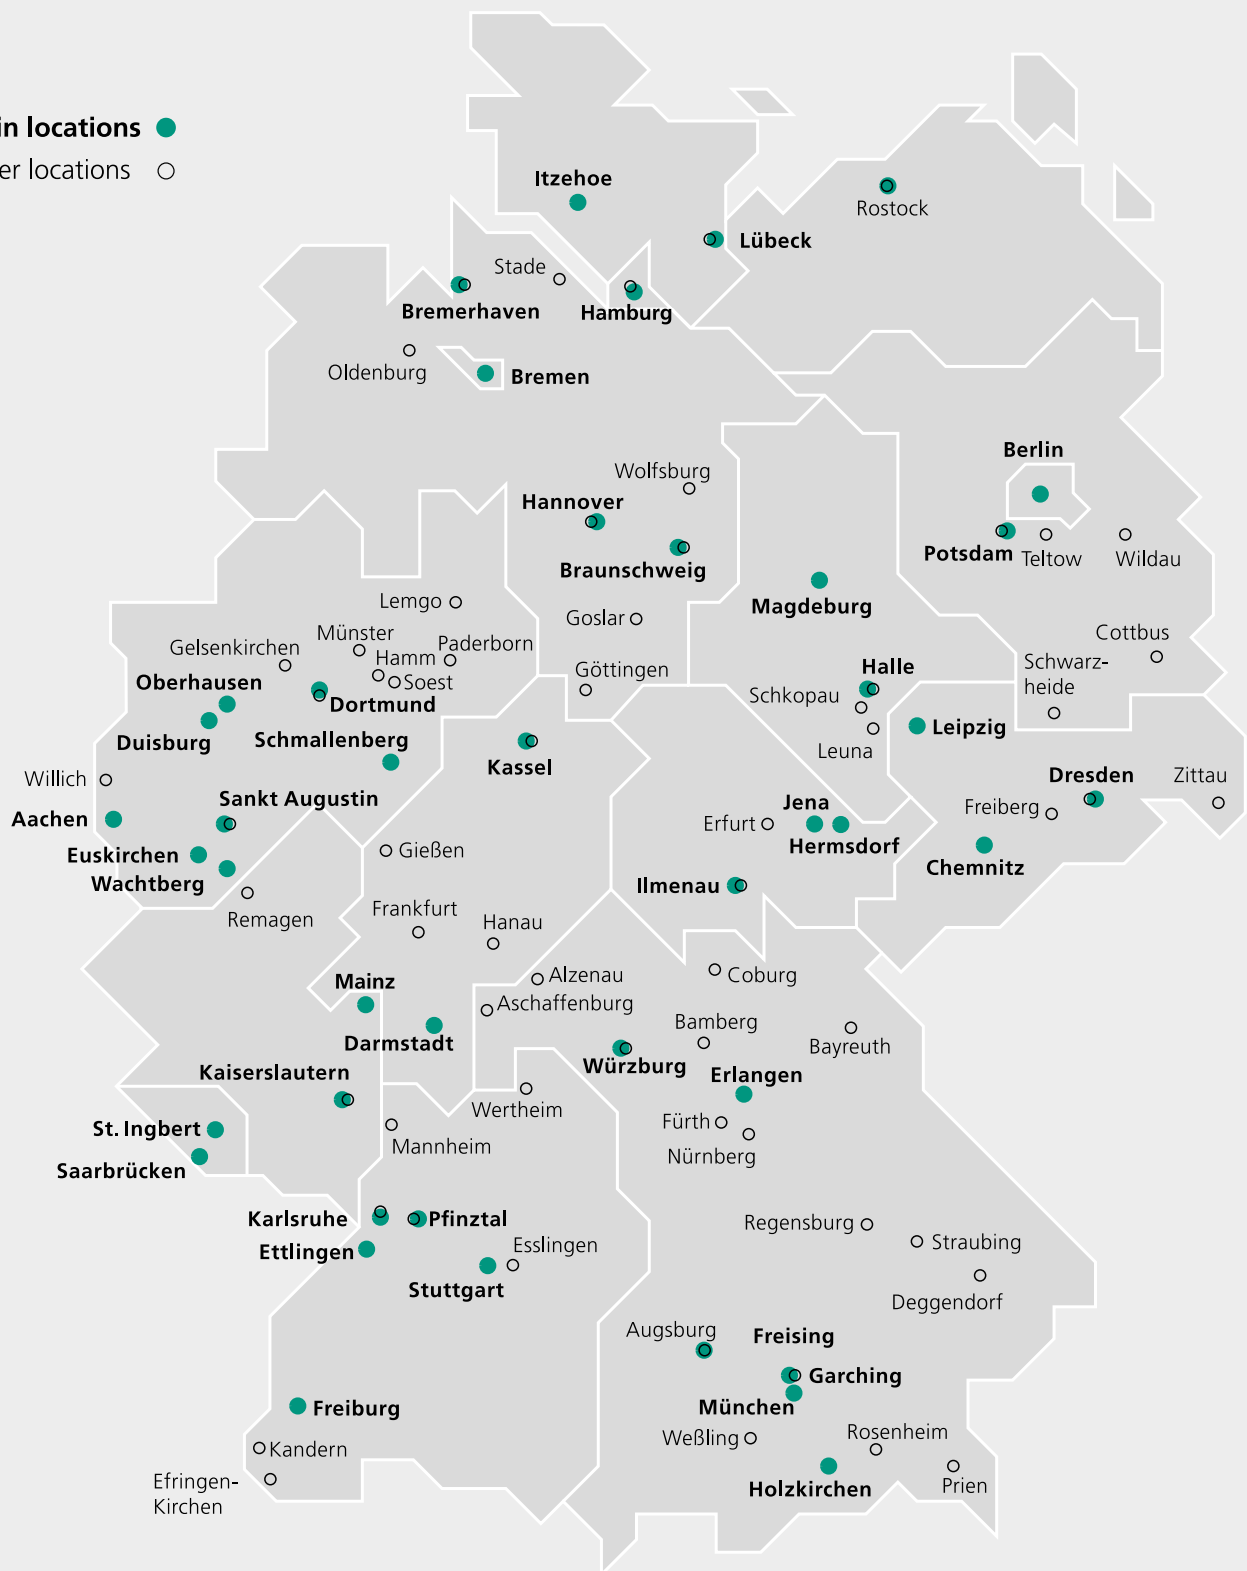 in locations
er locations
Itzehoe
Rostock
Lübeck
Stade
Bremerhaven
Hamburg
Oldenburg
Bremen
Berlin
Wolfsburg
Hannover
Potsdam
Teltow
Wildau
Braunschweig
Magdeburg
Lemgo
Goslar
Münster
Paderborn
Cottbus
Gelsenkirchen
Hamm
Göttingen
Halle
Schwarz-
heide
Oberhausen
Soest
Schkopau
Dortmund
Duisburg
Schmallenberg
Leipzig
Leuna
Kassel
Willich
Dresden
Zittau
Sankt Augustin
Jena
Freiberg
Aachen
Erfurt
Hermsdorf
Euskirchen
Gießen
Chemnitz
Wachtberg
Ilmenau
Remagen
Frankfurt
Hanau
Mainz
Alzenau
Coburg
Aschaffenburg
Bamberg
Darmstadt
Bayreuth
Kaiserslautern
Würzburg
Erlangen
Wertheim
St. Ingbert
Fürth
Mannheim
Nürnberg
Saarbrücken
Karlsruhe
Pfinztal
Regensburg
Ettlingen
Esslingen
Straubing
Stuttgart
Deggendorf
Augsburg
Freising
Garching
Freiburg
München
Kandern
Weßling
Rosenheim
Efringen-
Kirchen
Holzkirchen
Prien